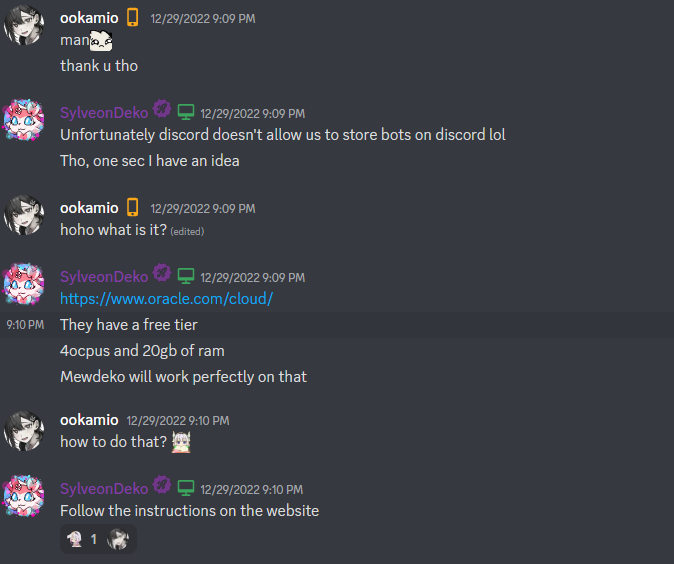 ookamio 12/29/2022 9:09 PM
man
thank u tho
SylveonDeko 12/29/2022 9:09 PM
Unfortunately discord doesn't allow us to store bots on discord lol
Tho, one sec I have an idea
ookamio 12/29/2022 9:09 PM
hoho what is it? (edited)
SylveonDeko 12/29/2022 9:09 PM
https://www.oracle.com/cloud/
9:10 PM They have a free tier
4ocpus and 20gb of ram
Mewdeko will work perfectly on that
ookamio 12/29/2022 9:10 PM
how to do that?
SylveonDeko 12/29/2022 9:10 PM
Follow the instructions on the website
1